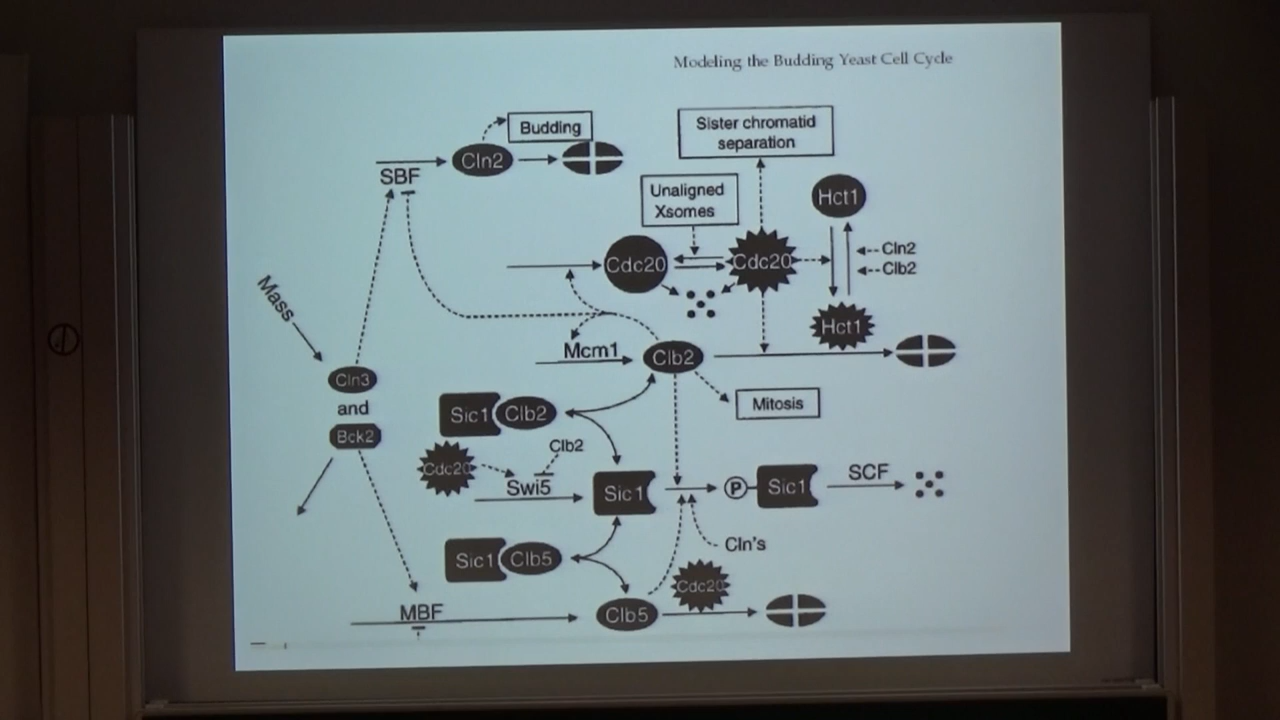 Modeling the Budding Yeast Cell Cycle
Budding
Cln2
SBF
Sister chromatid
separation
Unaligned
Xsomes
Hct1
Cln2
Clb2
Cdc20
Cdc20
Hct1
Mass
Mcm1
Clb2
Mitosis
Cln3
and
Bck2
Sic1
Clb2
Cdc20
Clb2
Swi5
Sic1
P
Sic1
SCF
Sic1
Clb5
Cln's
Cdc20
MBF
Clb5